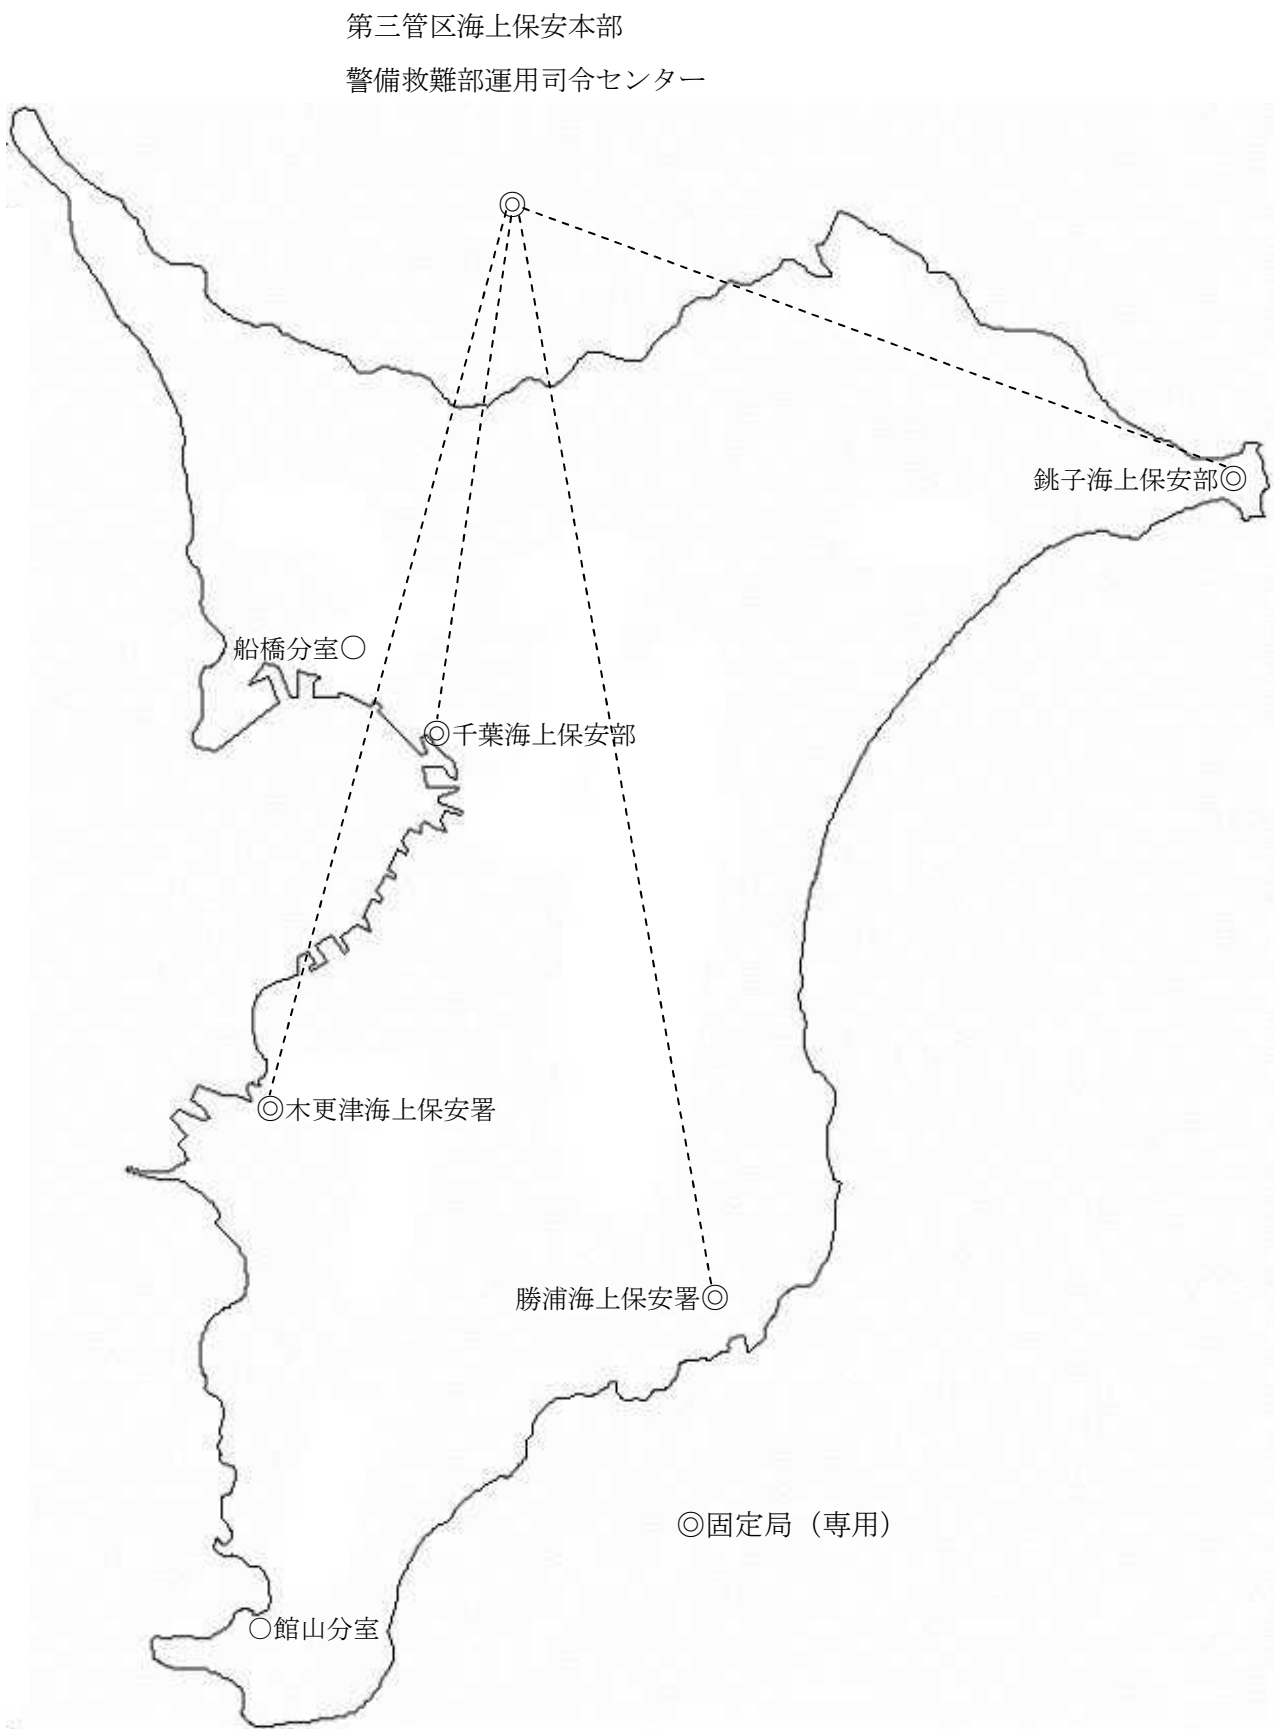 第三管区海上保安本部
警備救難部運用司令センター
◎
銚子海上保安部◎
船橋分室○
◎千葉海上保安部
◎木更津海上保安署
勝浦海上保安署◎
◎固定局（専用）
○館山分室